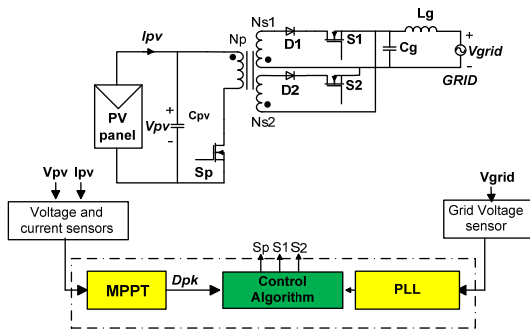 Ipv
Np
Ns1
D1
S1
Lg
+
Cg
Vgrid
-
GRID
PV
panel
+
Vpv
-
Cpv
D2
S2
Ns2
Sp
Vpv Ipv
Voltage and
current sensors
Vgrid
Grid Voltage
sensor
Sp S1 S2
MPPT
Dpk
Control
Algorithm
PLL